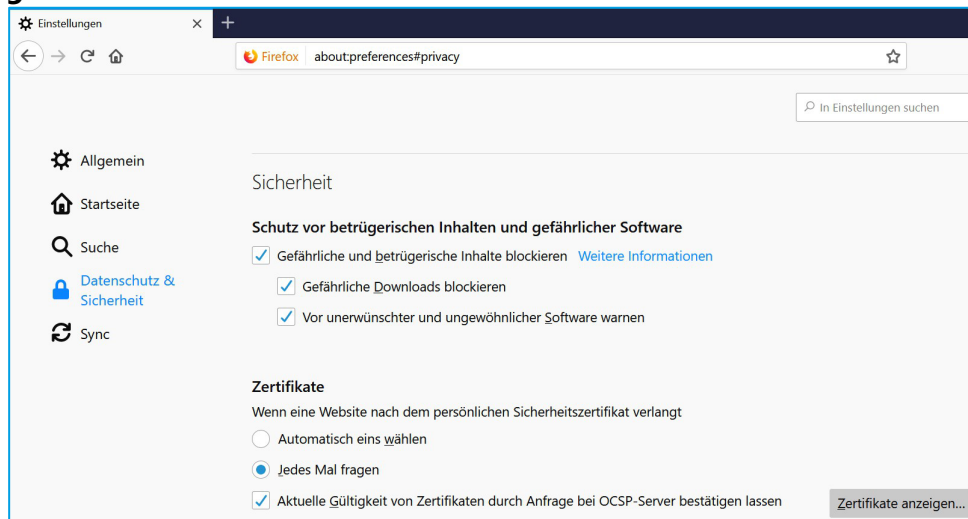 Einstellungen
Firefox about:preferences#privacy
In Einstellungen suchen
Allgemein
Startseite
Suche
Datenschutz &
Sicherheit
Sync
Sicherheit
Schutz vor betrügerischen Inhalten und gefährlicher Software
Gefährliche und betrügerische Inhalte blockieren Weitere Informationen
Gefährliche Downloads blockieren
Vor unerwünschter und ungewöhnlicher Software warnen
Zertifikate
Wenn eine Website nach dem persönlichen Sicherheitszertifikat verlangt
Automatisch eins wählen
Jedes Mal fragen
Aktuelle Gültigkeit von Zertifikaten durch Anfrage bei OCSP-Server bestätigen lassen Zertifikate anzeigen...